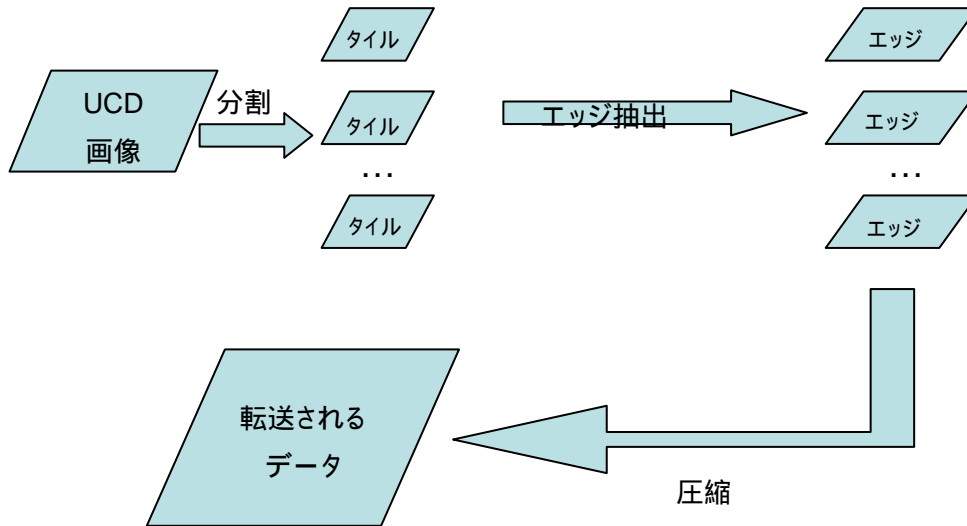 UCD
画像
分割
タイル
タイル
…
タイル
エッジ抽出
エッジ
エッジ
…
エッジ
圧縮
転送される
データ